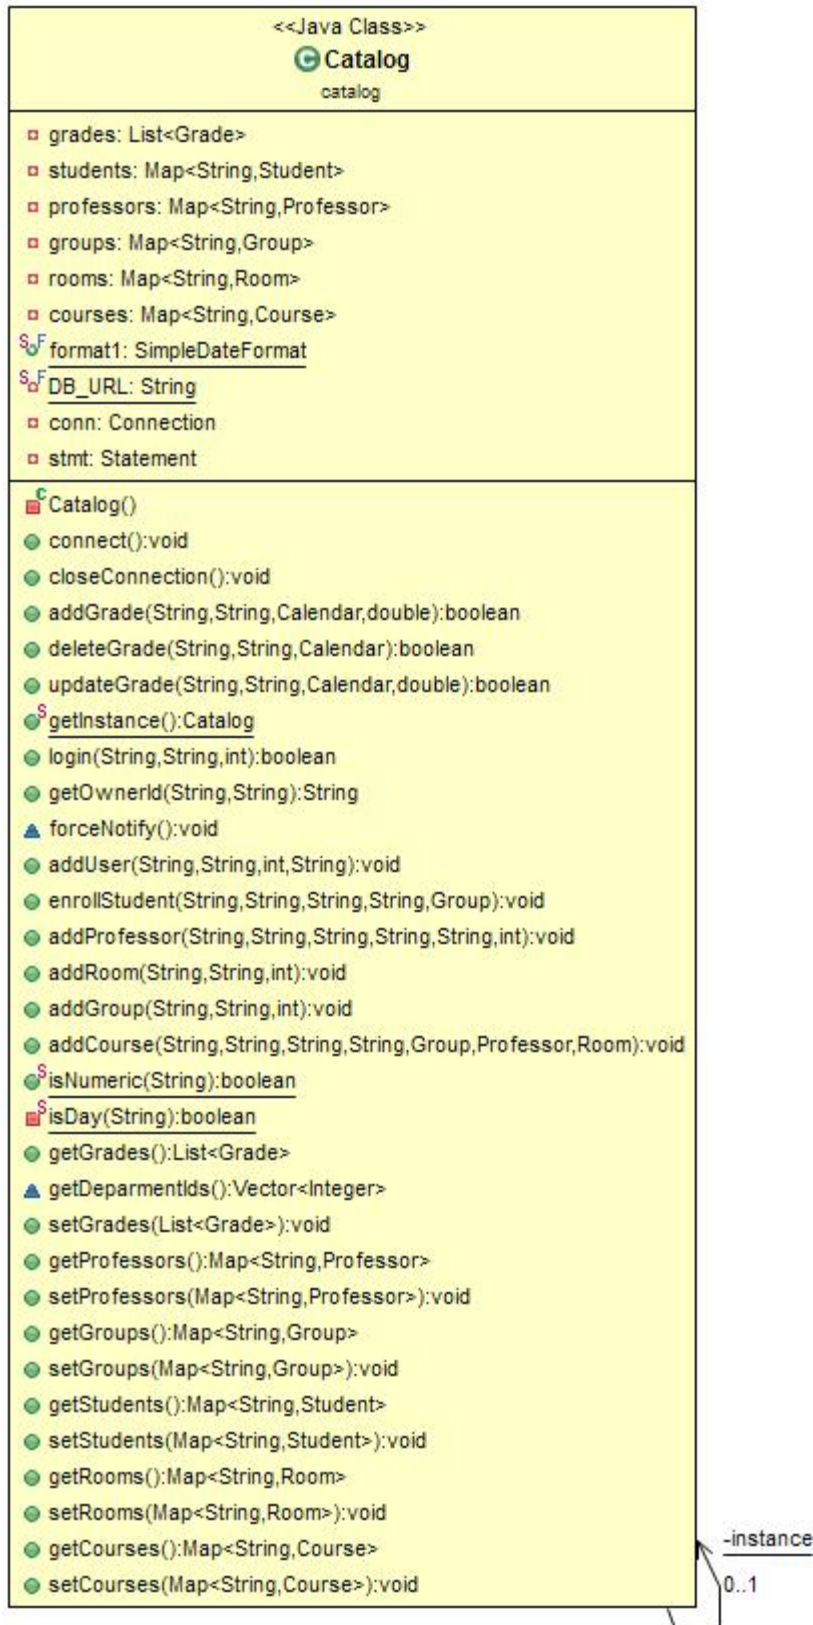 <<Java Class>>
C Catalog
catalog
grades: List<Grade>
students: Map<String,Student>
professors: Map<String,Professor>
groups: Map<String,Group>
rooms: Map<String,Room>
courses: Map<String,Course>
S F format1: SimpleDateFormat
S F DB_URL: String
conn: Connection
stmt: Statement
C Catalog()
connect():void
closeConnection():void
addGrade(String,String,Calendar,double):boolean
deleteGrade(String,String,Calendar):boolean
updateGrade(String,String,Calendar,double):boolean
S getInstance():Catalog
login(String,String,int):boolean
getOwnerId(String,String):String
forceNotify():void
addUser(String,String,int,String):void
enrollStudent(String,String,String,String,Group):void
addProfessor(String,String,String,String,String,int):void
addRoom(String,String,int):void
addGroup(String,String,int):void
addCourse(String,String,String,String,Group,Professor,Room):void
S isNumeric(String):boolean
S isDay(String):boolean
getGrades():List<Grade>
getDeparmentIds():Vector<Integer>
setGrades(List<Grade>):void
getProfessors():Map<String,Professor>
setProfessors(Map<String,Professor>):void
getGroups():Map<String,Group>
setGroups(Map<String,Group>):void
getStudents():Map<String,Student>
setStudents(Map<String,Student>):void
getRooms():Map<String,Room>
setRooms(Map<String,Room>):void
getCourses():Map<String,Course>
setCourses(Map<String,Course>):void
-instance
0..1